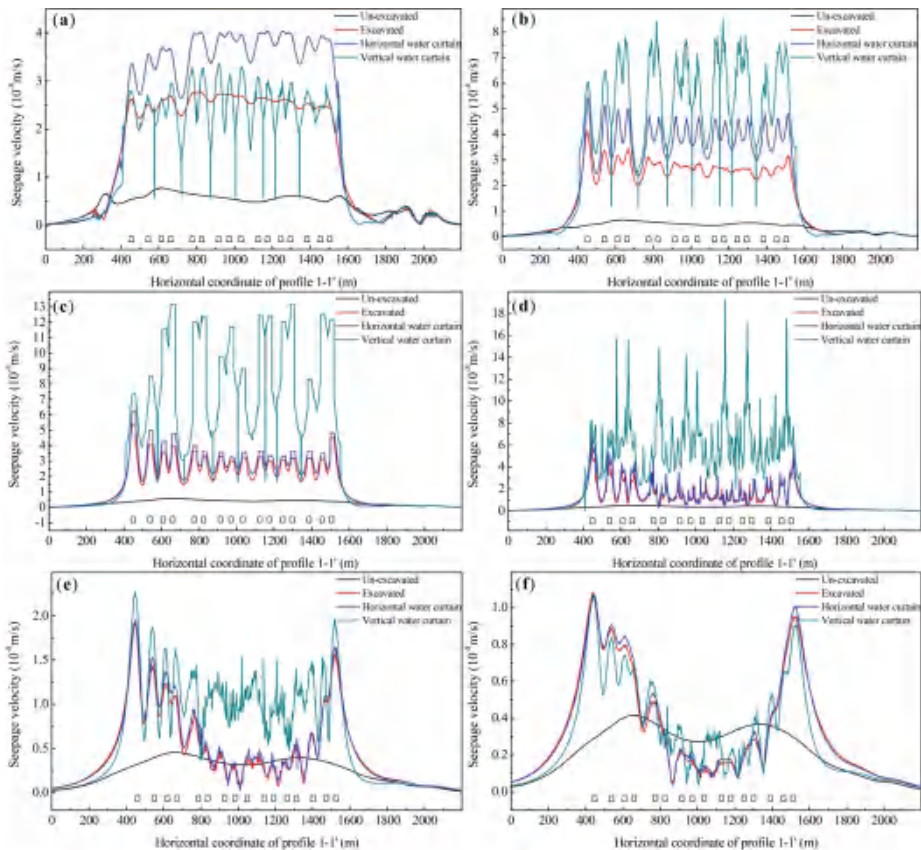 (a)
Un-excavated
Excavated
Horizontal water curtain
Vertical water curtain
Seepage velocity (10⁻⁸m/s)
4
3
2
1
0
0 200 400 600 800 1000 1200 1400 1600 1800 2000
Horizontal coordinate of profile 1-1' (m)
(b)
Un-excavated
Excavated
Horizontal water curtain
Vertical water curtain
Seepage velocity (10⁻⁸m/s)
9
8
7
6
5
4
3
2
1
0
0 200 400 600 800 1000 1200 1400 1600 1800 2000
Horizontal coordinate of profile 1-1' (m)
(c)
Un-excavated
Excavated
Horizontal water curtain
Vertical water curtain
Seepage velocity (10⁻⁸m/s)
13
12
11
10
9
8
7
6
5
4
3
2
1
0
-1
0 200 400 600 800 1000 1200 1400 1600 1800 2000
Horizontal coordinate of profile 1-1' (m)
(d)
Un-excavated
Excavated
Horizontal water curtain
Vertical water curtain
Seepage velocity (10⁻⁸m/s)
18
16
14
12
10
8
6
4
2
0
0 200 400 600 800 1000 1200 1400 1600 1800 2000
Horizontal coordinate of profile 1-1' (m)
(e)
Un-excavated
Excavated
Horizontal water curtain
Vertical water curtain
Seepage velocity (10⁻⁸m/s)
2.0
1.5
1.0
0.5
0.0
0 200 400 600 800 1000 1200 1400 1600 1800 2000
Horizontal coordinate of profile 1-1' (m)
(f)
Un-excavated
Excavated
Horizontal water curtain
Vertical water curtain
Seepage velocity (10⁻⁸m/s)
1.0
0.8
0.6
0.4
0.2
0.0
0 200 400 600 800 1000 1200 1400 1600 1800 2000
Horizontal coordinate of profile 1-1' (m)